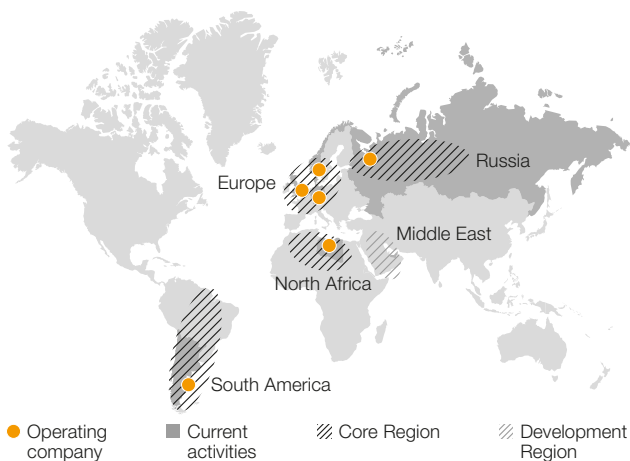 Russia
Europe
Middle East
North Africa
South America
Operating
company
Current
activities
Core Region
Development
Region